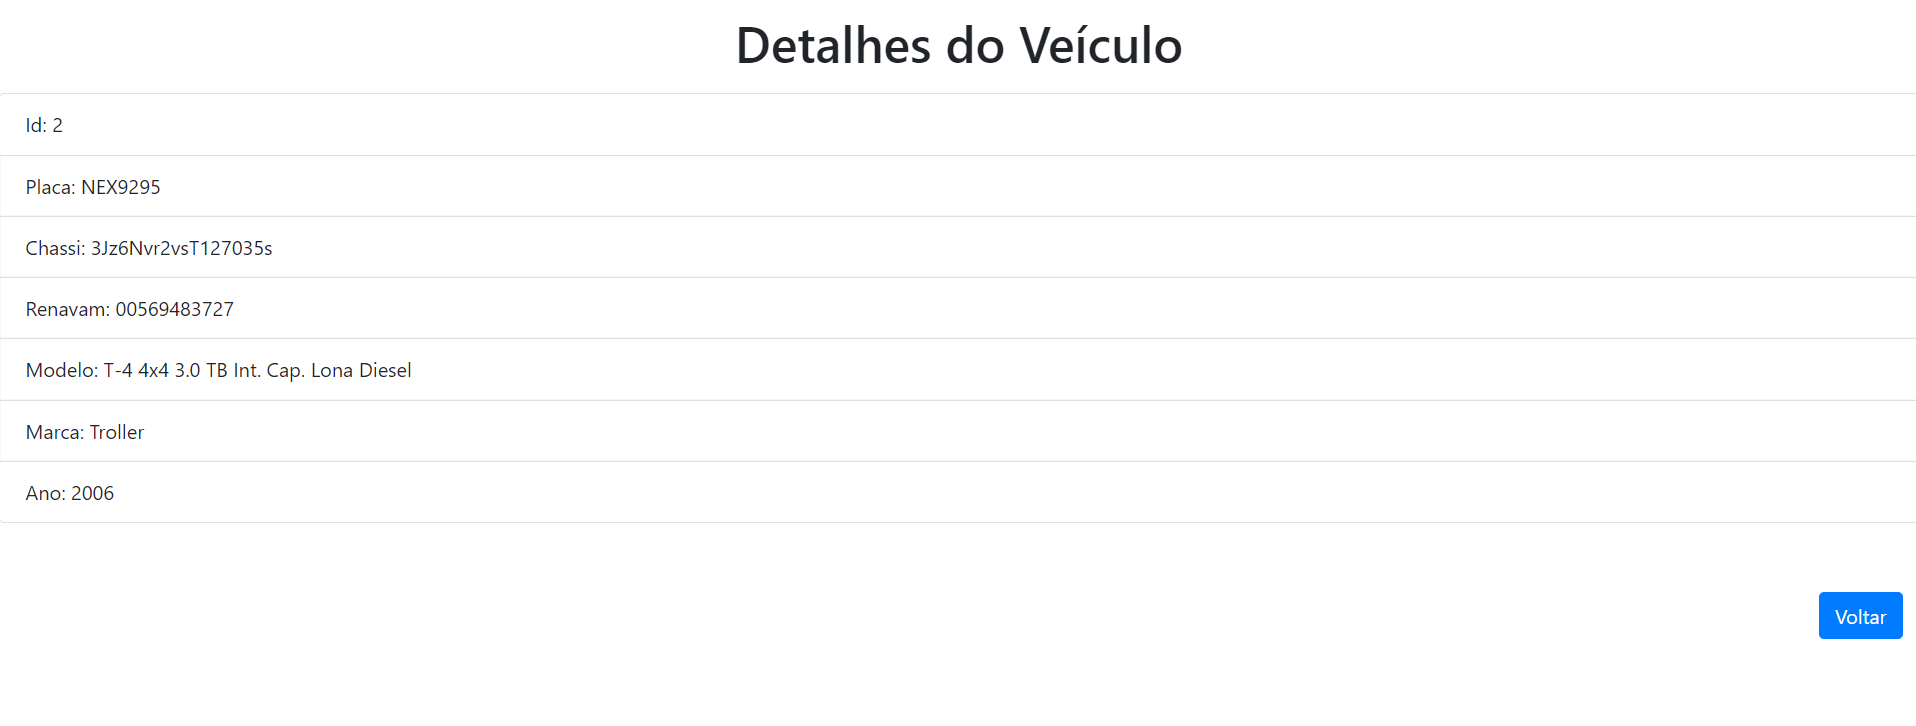 Detalhes do Veículo
Id: 2
Placa: NEX9295
Chassi: 3Jz6Nvr2vsT127035s
Renavam: 00569483727
Modelo: T-4 4x4 3.0 TB Int. Cap. Lona Diesel
Marca: Troller
Ano: 2006
Voltar